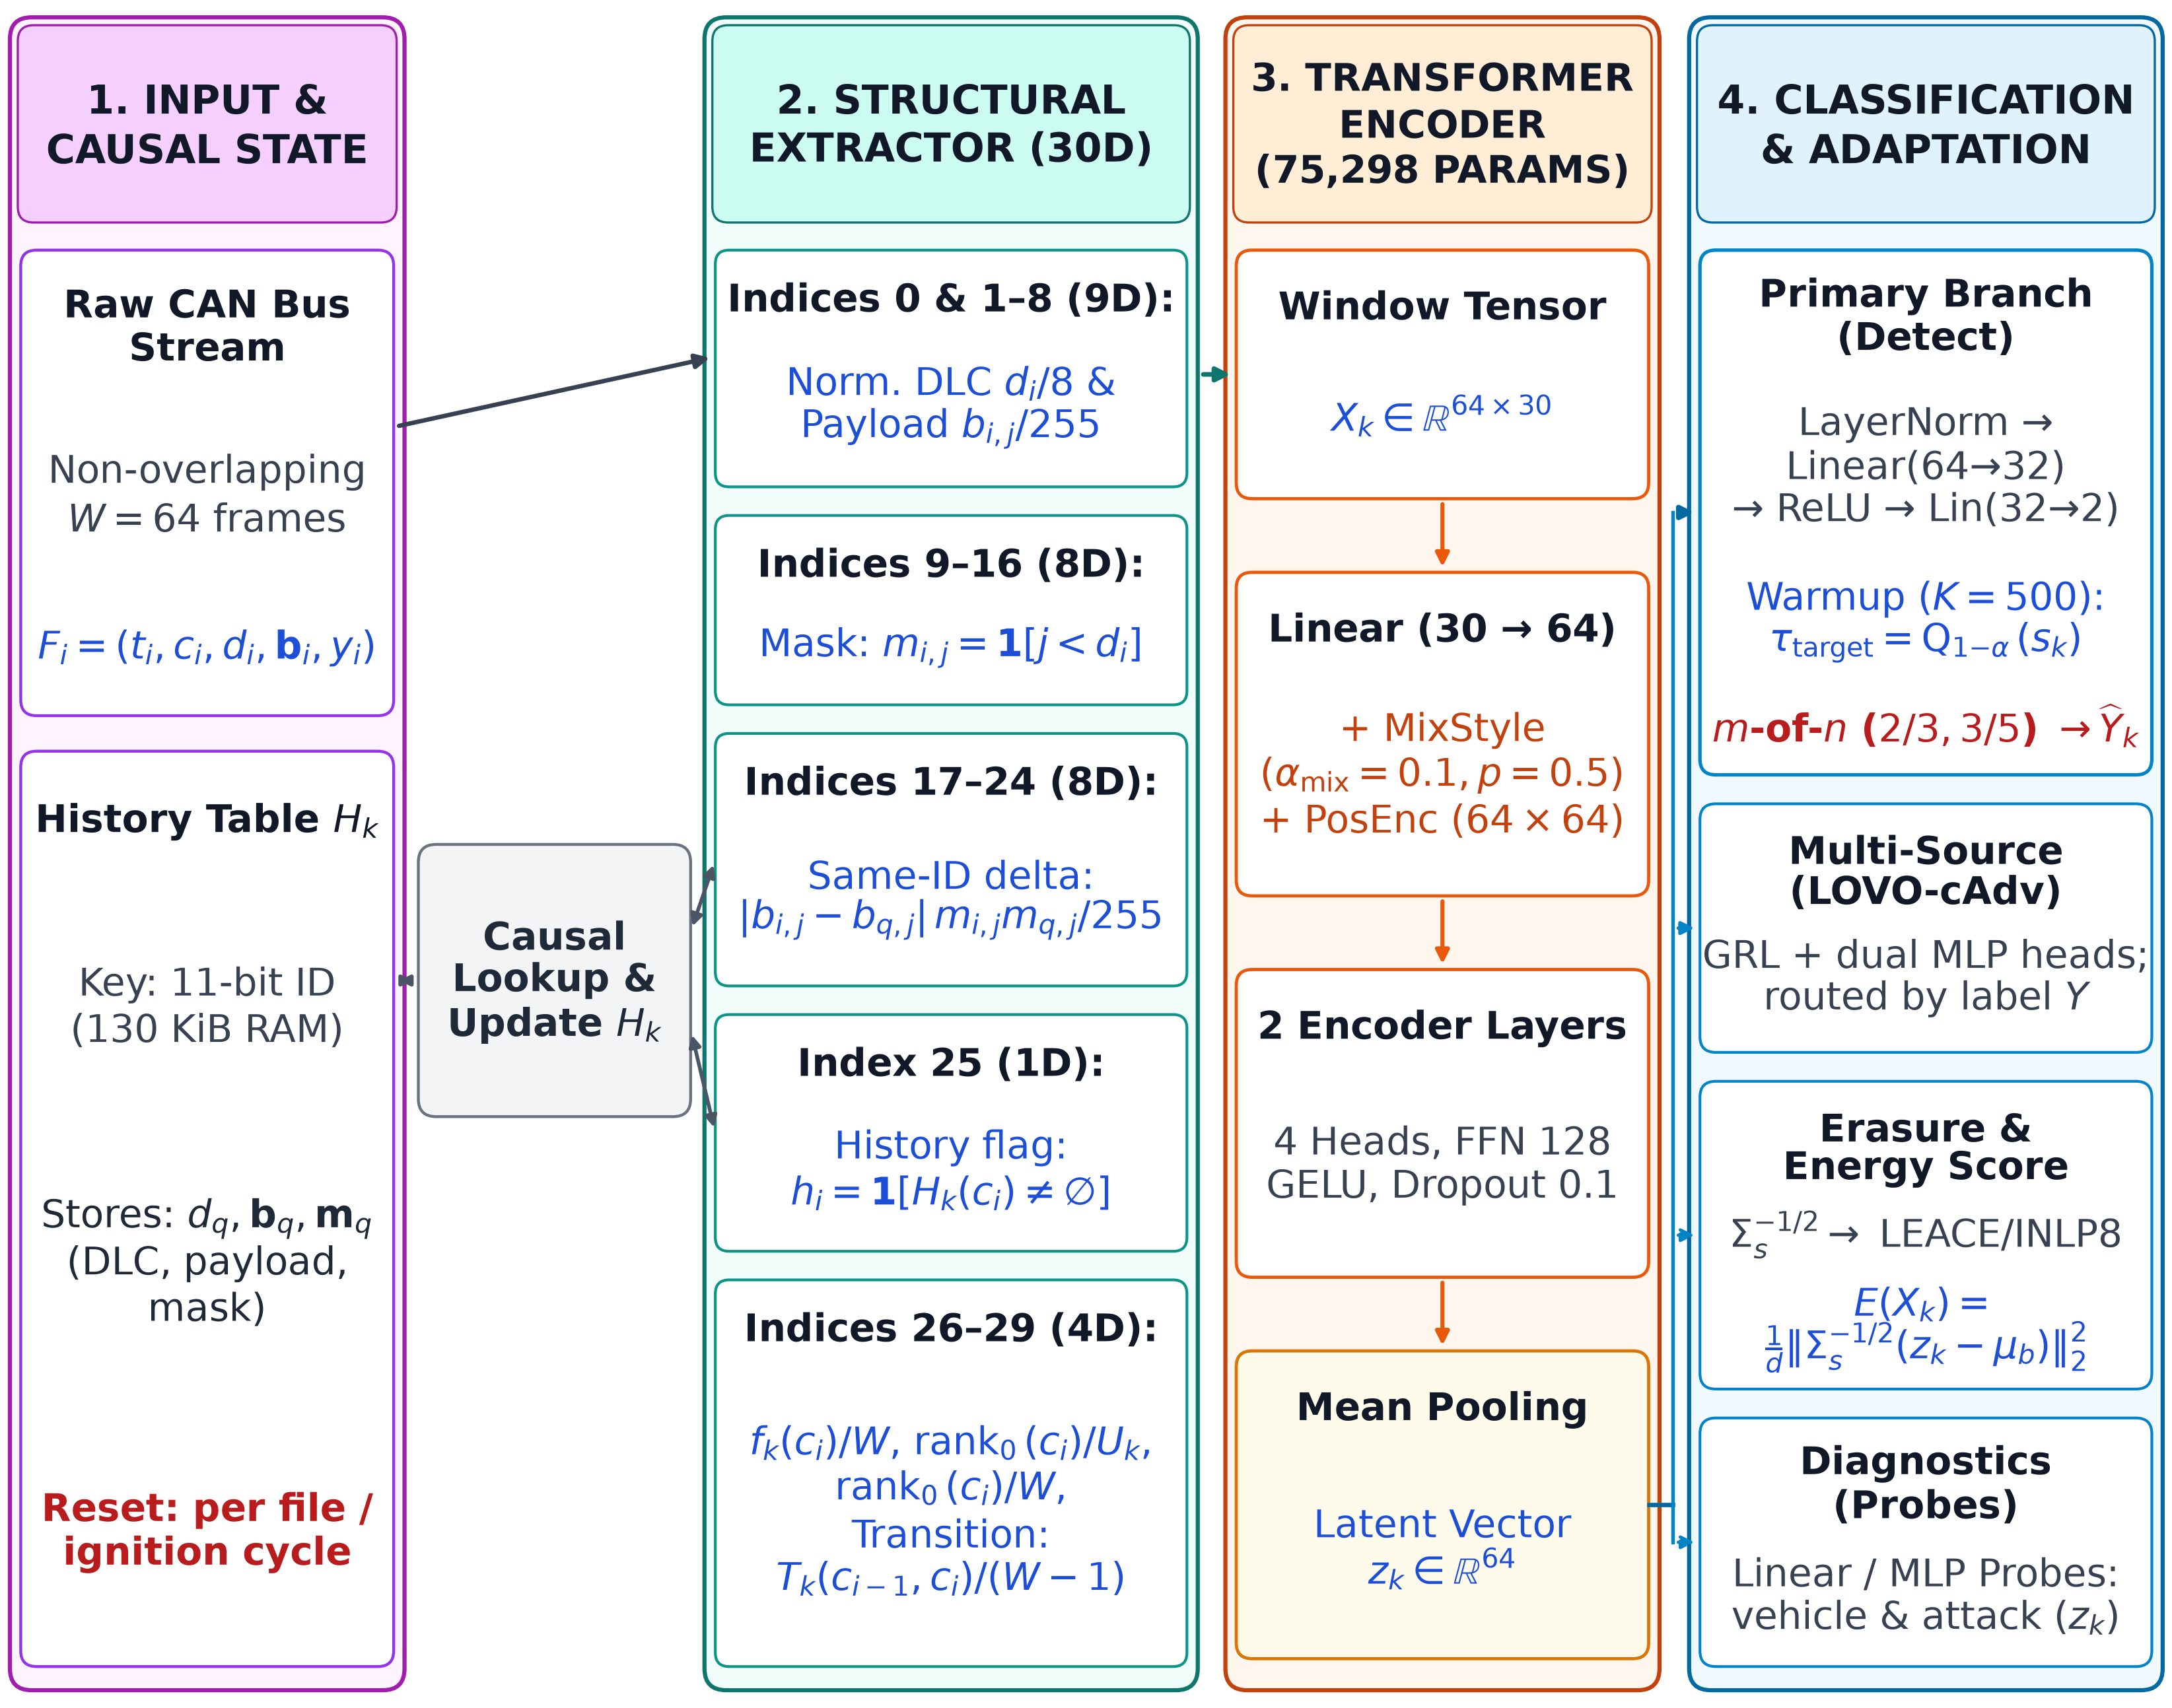 1. INPUT &
CAUSAL STATE
Raw CAN Bus
Stream
Non-overlapping
W = 64 frames
F_i = (t_i, c_i, d_i, b_i, y_i)
History Table H_k
Key: 11-bit ID
(130 KiB RAM)
Stores: d_q, b_q, m_q
(DLC, payload,
mask)
Reset: per file /
ignition cycle
Causal
Lookup &
Update H_k
2. STRUCTURAL
EXTRACTOR (30D)
Indices 0 & 1–8 (9D):
Norm. DLC d_i/8 &
Payload b_{i,j}/255
Indices 9–16 (8D):
Mask: m_{i,j} = 1[j < d_i]
Indices 17–24 (8D):
Same-ID delta:
|b_{i,j} − b_{q,j}| m_{i,j}m_{q,j}/255
Index 25 (1D):
History flag:
h_i = 1[H_k(c_i) ≠ ∅]
Indices 26–29 (4D):
f_k(c_i)/W, rank_0(c_i)/U_k,
rank_0(c_i)/W,
Transition:
T_k(c_{i−1}, c_i)/(W − 1)
3. TRANSFORMER
ENCODER
(75,298 PARAMS)
Window Tensor
X_k ∈ ℝ^{64×30}
Linear (30 → 64)
+ MixStyle
(α_mix = 0.1, p = 0.5)
+ PosEnc (64 × 64)
2 Encoder Layers
4 Heads, FFN 128
GELU, Dropout 0.1
Mean Pooling
Latent Vector
z_k ∈ ℝ^{64}
4. CLASSIFICATION
& ADAPTATION
Primary Branch
(Detect)
LayerNorm →
Linear(64→32)
→ ReLU → Lin(32→2)
Warmup (K = 500):
τ_target = Q_{1−α}(s_k)
m-of-n (2/3, 3/5) → Ŷ_k
Multi-Source
(LOVO-cAdv)
GRL + dual MLP heads;
routed by label Y
Erasure &
Energy Score
Σ_s^{−1/2} → LEACE/INLP8
E(X_k) =
1/d ‖Σ_s^{−1/2}(z_k − μ_b)‖_2^2
Diagnostics
(Probes)
Linear / MLP Probes:
vehicle & attack (z_k)